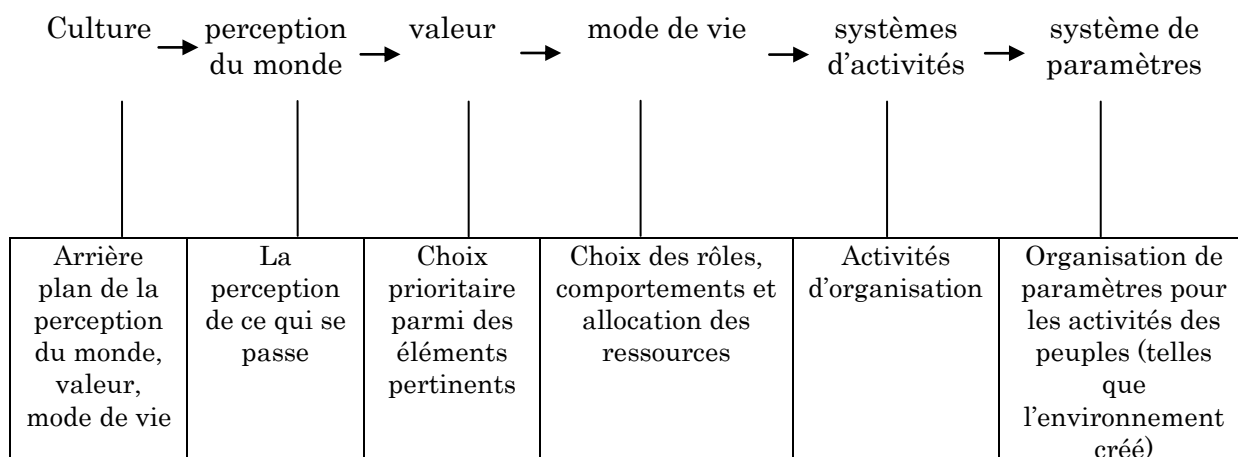 Culture
perception
du monde
valeur
mode de vie
systèmes
d’activités
système de
paramètres
Arrière
plan de la
perception
du monde,
valeur,
mode de vie
La
perception
de ce qui se
passe
Choix
prioritaire
parmi des
éléments
pertinents
Choix des rôles,
comportements et
allocation des
ressources
Activités
d’organisation
Organisation de
paramètres pour
les activités des
peuples (telles
que
l’environnement
créé)